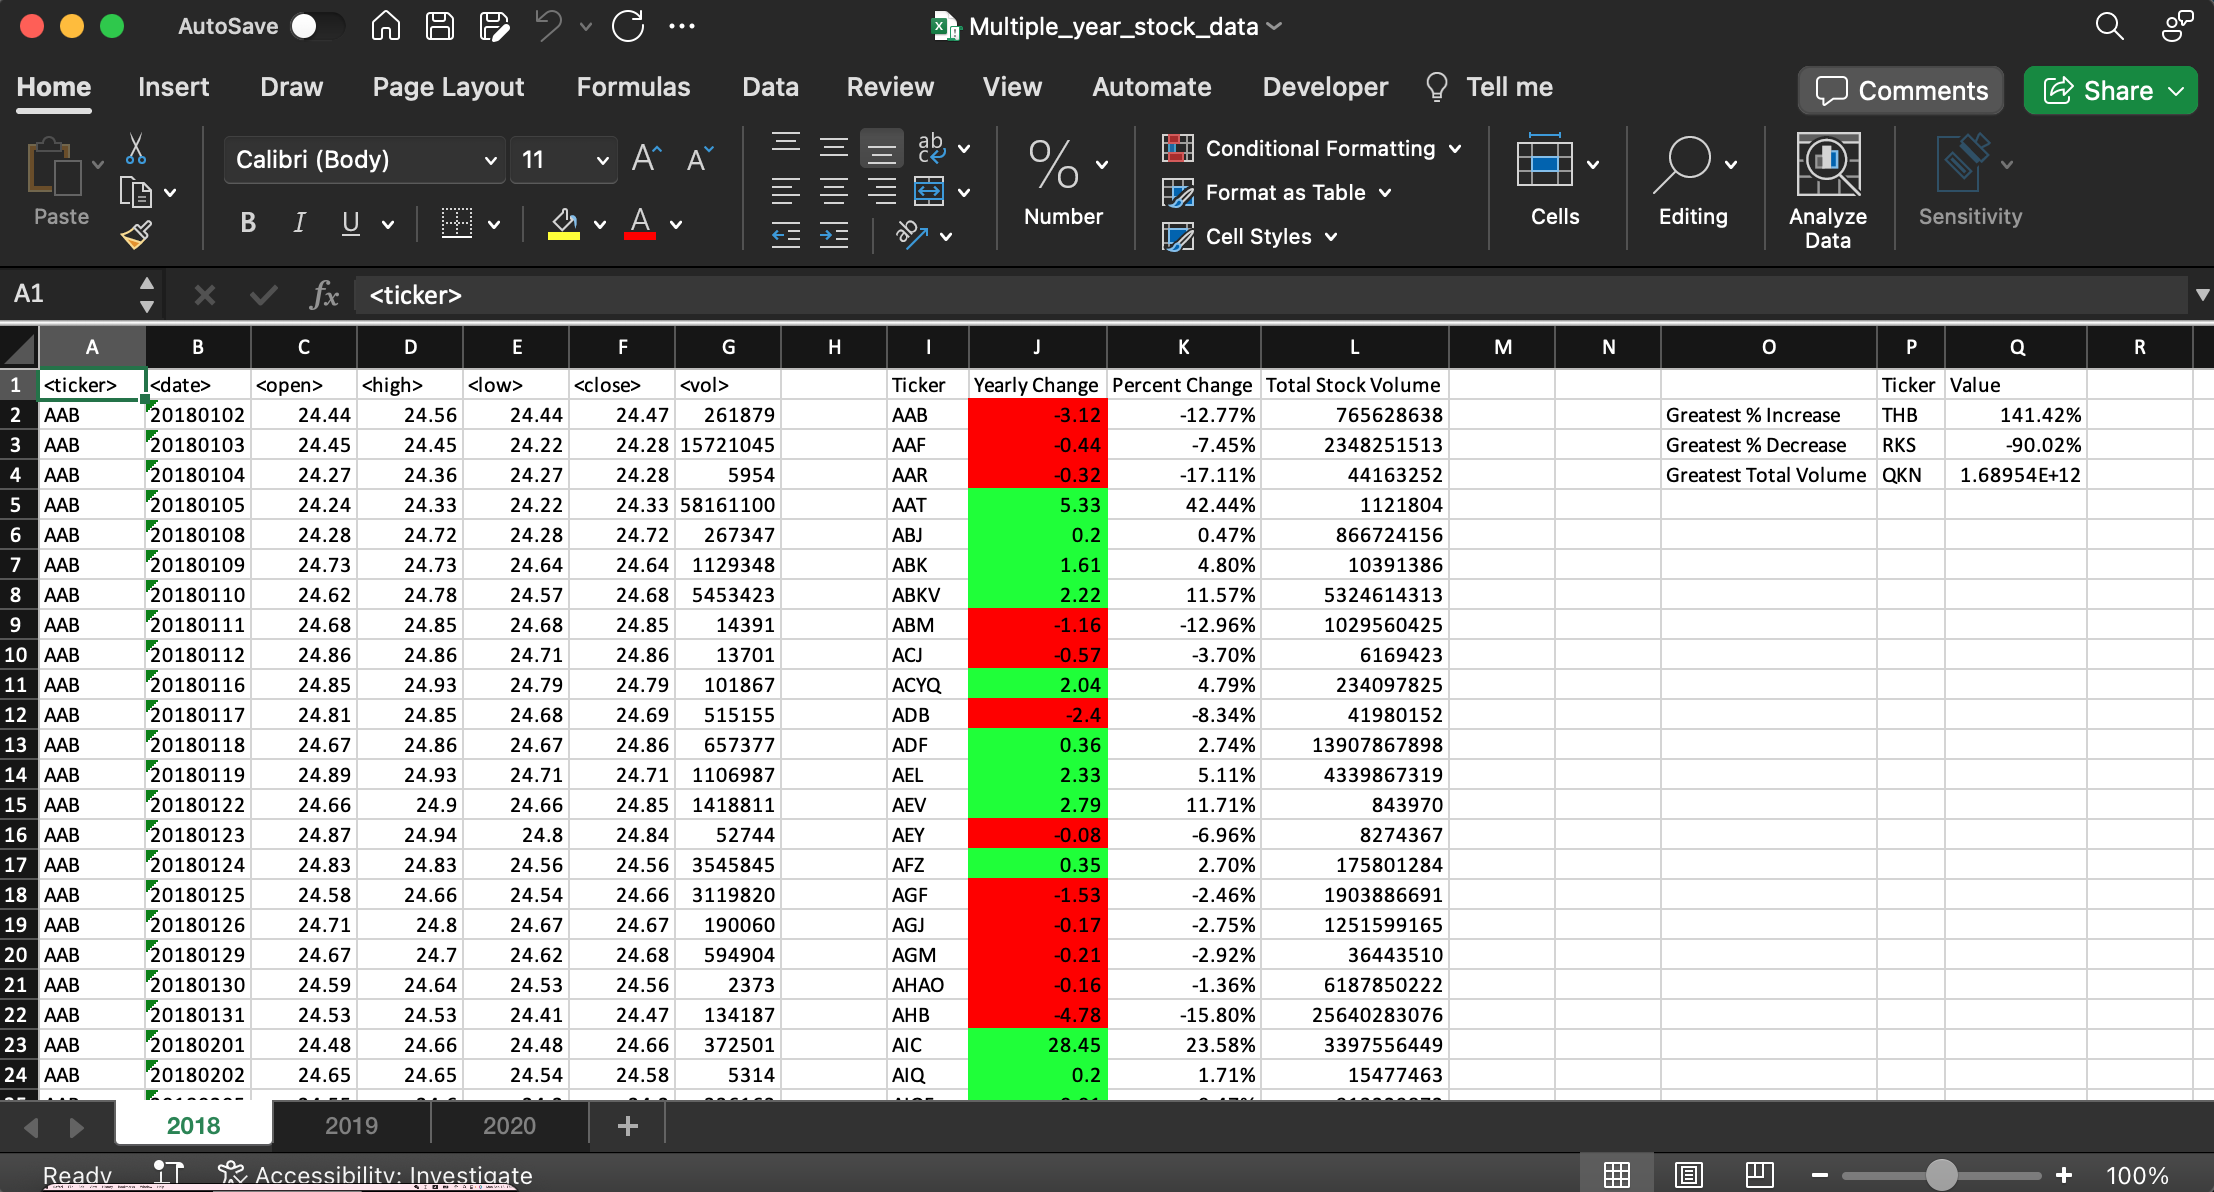 AutoSave Multiple_year_stock_data
Home Insert Draw Page Layout Formulas Data Review View Automate Developer Tell me Comments Share
Paste Calibri (Body) 11 A A B I U A ab c ab % Number Conditional Formatting Format as Table Cell Styles Cells Editing Analyze Data Sensitivity
A1 fx <ticker>
A B C D E F G H I J K L M N O P Q R
1 <ticker> <date> <open> <high> <low> <close> <vol> Ticker Yearly Change Percent Change Total Stock Volume Ticker Value
2 AAB 20180102 24.44 24.56 24.44 24.47 261879 AAB -3.12 -12.77% 765628638 Greatest % Increase THB 141.42%
3 AAB 20180103 24.45 24.45 24.22 24.28 15721045 AAF -0.44 -7.45% 2348251513 Greatest % Decrease RKS -90.02%
4 AAB 20180104 24.27 24.36 24.27 24.28 5954 AAR -0.32 -17.11% 44163252 Greatest Total Volume QKN 1.68954E+12
5 AAB 20180105 24.24 24.33 24.22 24.33 58161100 AAT 5.33 42.44% 1121804
6 AAB 20180108 24.28 24.72 24.28 24.72 267347 ABJ 0.2 0.47% 866724156
7 AAB 20180109 24.73 24.73 24.64 24.64 1129348 ABK 1.61 4.80% 10391386
8 AAB 20180110 24.62 24.78 24.57 24.68 5453423 ABKV 2.22 11.57% 5324614313
9 AAB 20180111 24.68 24.85 24.68 24.85 14391 ABM -1.16 -12.96% 1029560425
10 AAB 20180112 24.86 24.86 24.71 24.86 13701 ACJ -0.57 -3.70% 6169423
11 AAB 20180116 24.85 24.93 24.79 24.79 101867 ACYQ 2.04 4.79% 234097825
12 AAB 20180117 24.81 24.85 24.68 24.69 515155 ADB -2.4 -8.34% 41980152
13 AAB 20180118 24.67 24.86 24.67 24.86 657377 ADF 0.36 2.74% 13907867898
14 AAB 20180119 24.89 24.93 24.71 24.71 1106987 AEL 2.33 5.11% 4339867319
15 AAB 20180122 24.66 24.9 24.66 24.85 1418811 AEV 2.79 11.71% 843970
16 AAB 20180123 24.87 24.94 24.8 24.84 52744 AEY -0.08 -6.96% 8274367
17 AAB 20180124 24.83 24.83 24.56 24.56 3545845 AFZ 0.35 2.70% 175801284
18 AAB 20180125 24.58 24.66 24.54 24.66 3119820 AGF -1.53 -2.46% 1903886691
19 AAB 20180126 24.71 24.8 24.67 24.67 190060 AGJ -0.17 -2.75% 1251599165
20 AAB 20180129 24.67 24.7 24.62 24.68 594904 AGM -0.21 -2.92% 36443510
21 AAB 20180130 24.59 24.64 24.53 24.56 2373 AHAO -0.16 -1.36% 6187850222
22 AAB 20180131 24.53 24.53 24.41 24.47 134187 AHB -4.78 -15.80% 25640283076
23 AAB 20180201 24.48 24.66 24.48 24.66 372501 AIC 28.45 23.58% 3397556449
24 AAB 20180202 24.65 24.65 24.54 24.58 5314 AIQ 0.2 1.71% 15477463
2018 2019 2020 +
Ready Accessibility: Investigate 100%